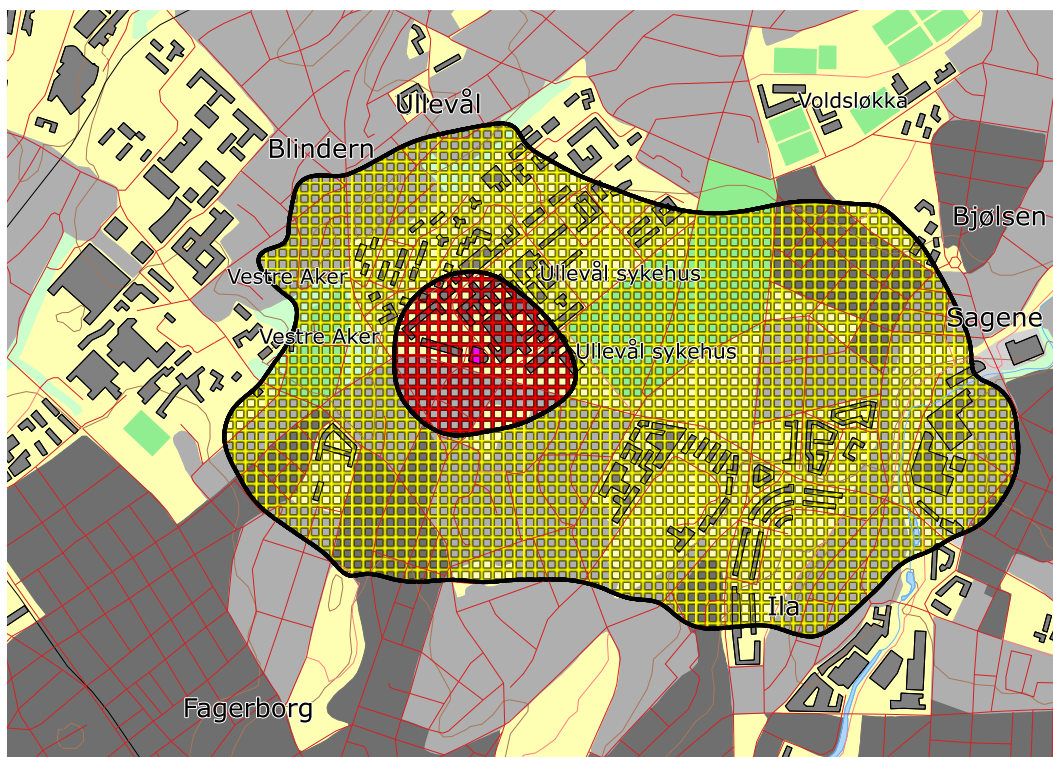 Ullevål
Voldsløkka
Blindern
Bjølsen
Vestre Aker
Ullevål sykehus
Sagene
Vestre Aker
Ullevål sykehus
Ila
Fagerborg